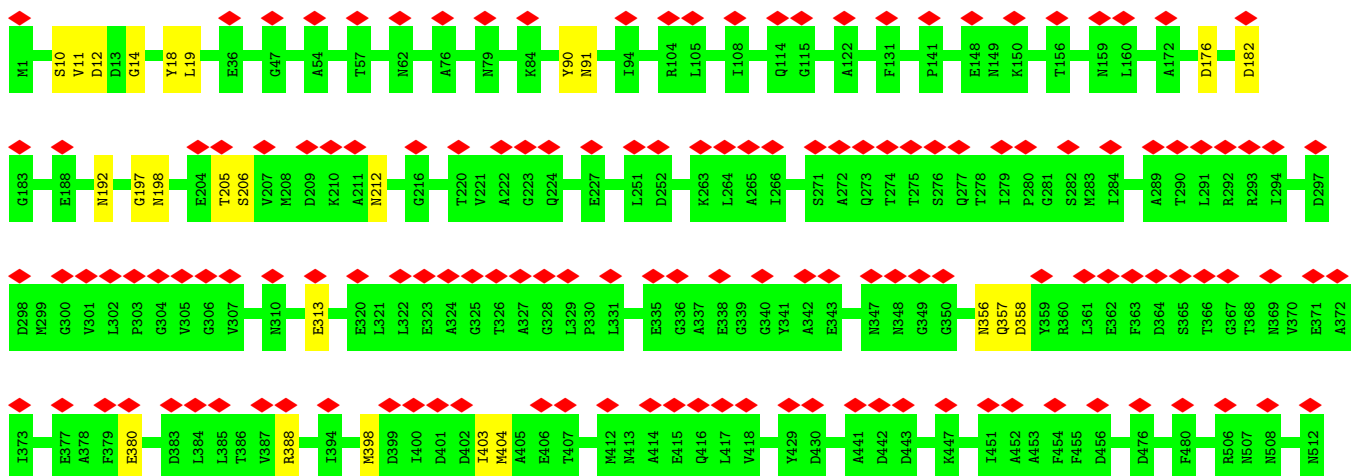 M1 S10 V11 D12 D13 G14 Y18 L19 E36 G47 A54 T57 N62 A76 N79 K84 Y90 N91 I94 R104 L105 I108 Q114 G115 A122 F131 P141 E148 N149 K150 T156 N159 L160 A172 D176 D182
G183 E188 N192 G197 N198 E204 T205 S206 V207 M208 D209 K210 A211 N212 G216 T220 V221 A222 G223 Q224 E227 L251 D252 K263 L264 A265 I266 S271 A272 Q273 T274 T275 S276 Q277 T278 I279 P280 G281 S282 M283 I284 A289 T290 L291 R292 R293 I294 D297
D298 M299 G300 V301 L302 P303 G304 V305 G306 V307 N310 E313 E320 L321 L322 E323 A324 G325 T326 A327 G328 L329 P330 L331 E335 G336 A337 E338 G339 G340 Y341 A342 E343 N347 N348 G349 G350 N356 Q357 D358 Y359 R360 L361 E362 F363 D364 S365 T366 G367 T368 N369 V370 E371 A372
I373 E377 A378 F379 E380 D383 L384 L385 T386 V387 R388 I394 M398 D399 I400 D401 D402 I403 M404 A405 E406 T407 M412 N413 A414 E415 Q416 L417 V418 Y429 D430 A441 D442 D443 K447 I451 A452 A453 F454 F455 D456 D476 F480 R506 N507 N508 N512